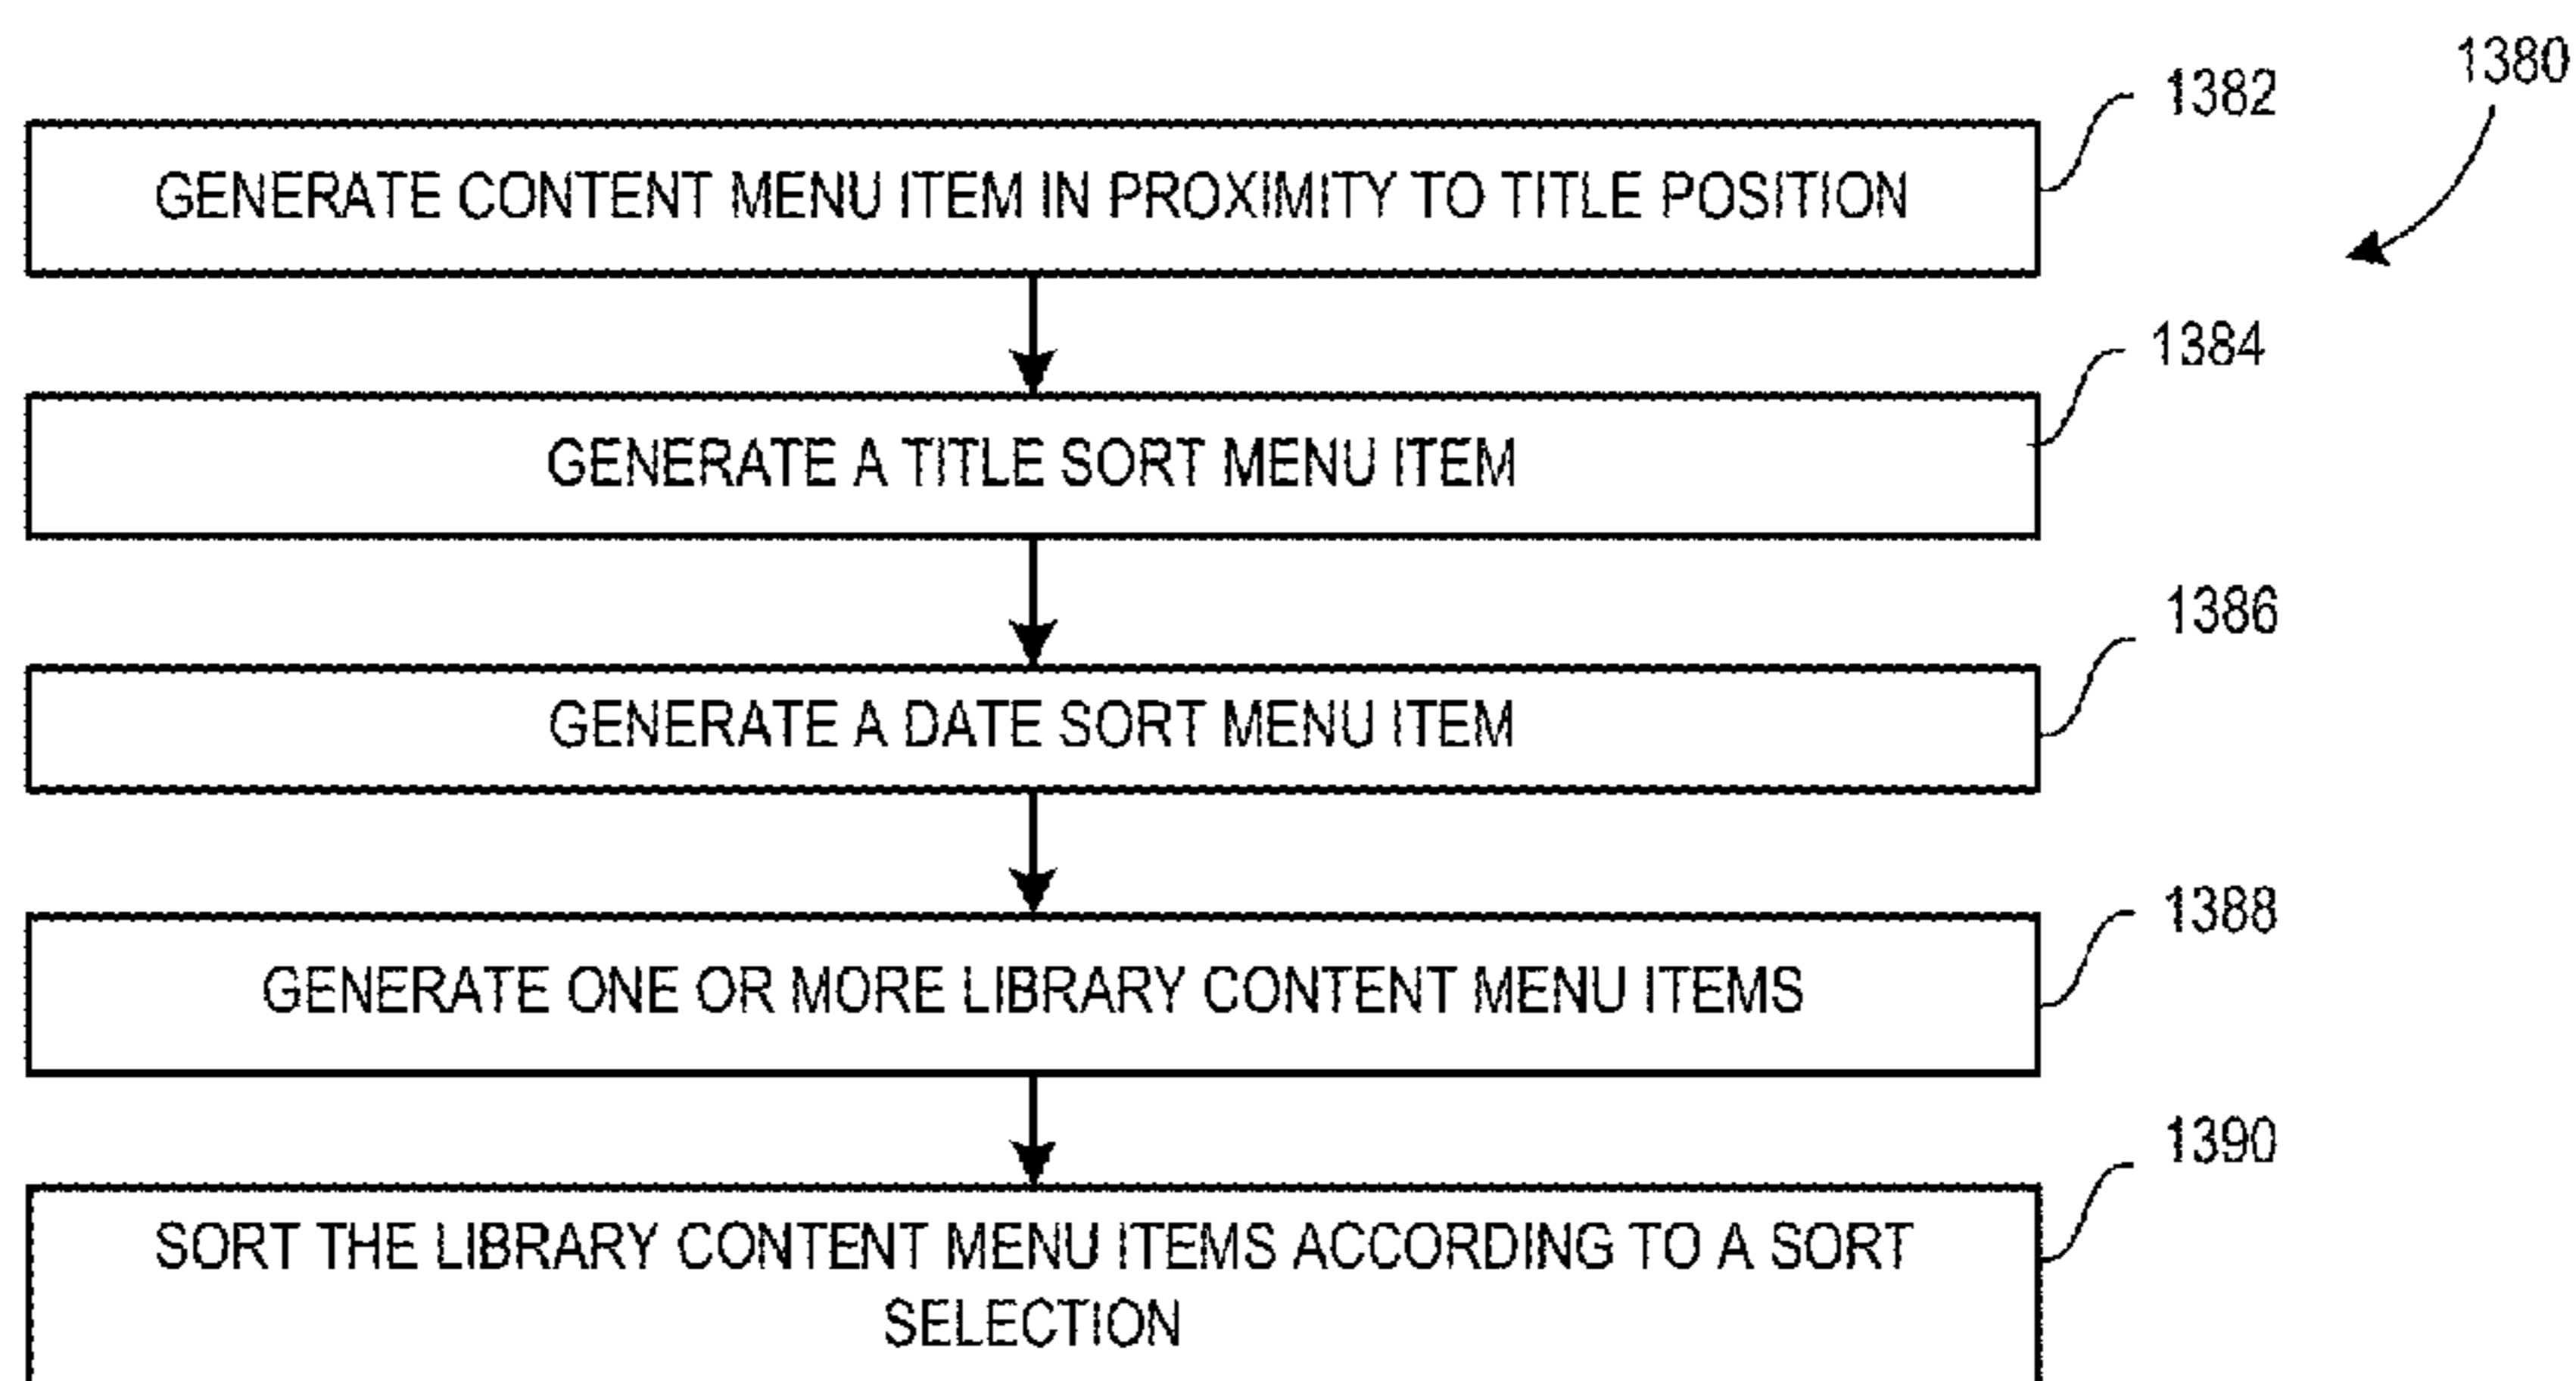 1380
1382
GENERATE CONTENT MENU ITEM IN PROXIMITY TO TITLE POSITION
1384
GENERATE A TITLE SORT MENU ITEM
1386
GENERATE A DATE SORT MENU ITEM
1388
GENERATE ONE OR MORE LIBRARY CONTENT MENU ITEMS
1390
SORT THE LIBRARY CONTENT MENU ITEMS ACCORDING TO A SORT
SELECTION